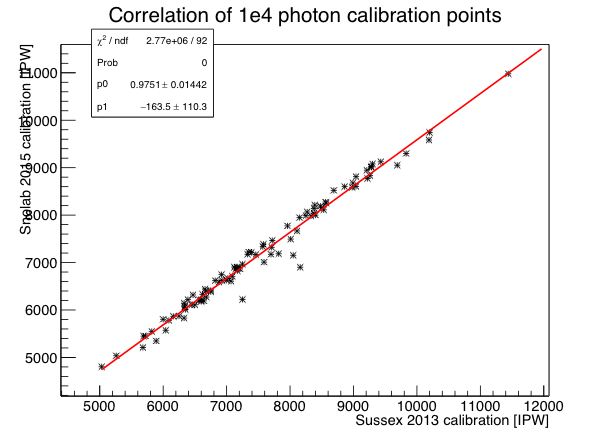 Correlation of 1e4 photon calibration points
χ² / ndf 2.77e+06 / 92
Prob 0
p0 0.9751 ± 0.01442
p1 −163.5 ± 110.3
Snolab 2015 calibration [IPW]
11000
10000
9000
8000
7000
6000
5000
5000 6000 7000 8000 9000 10000 11000 12000
Sussex 2013 calibration [IPW]